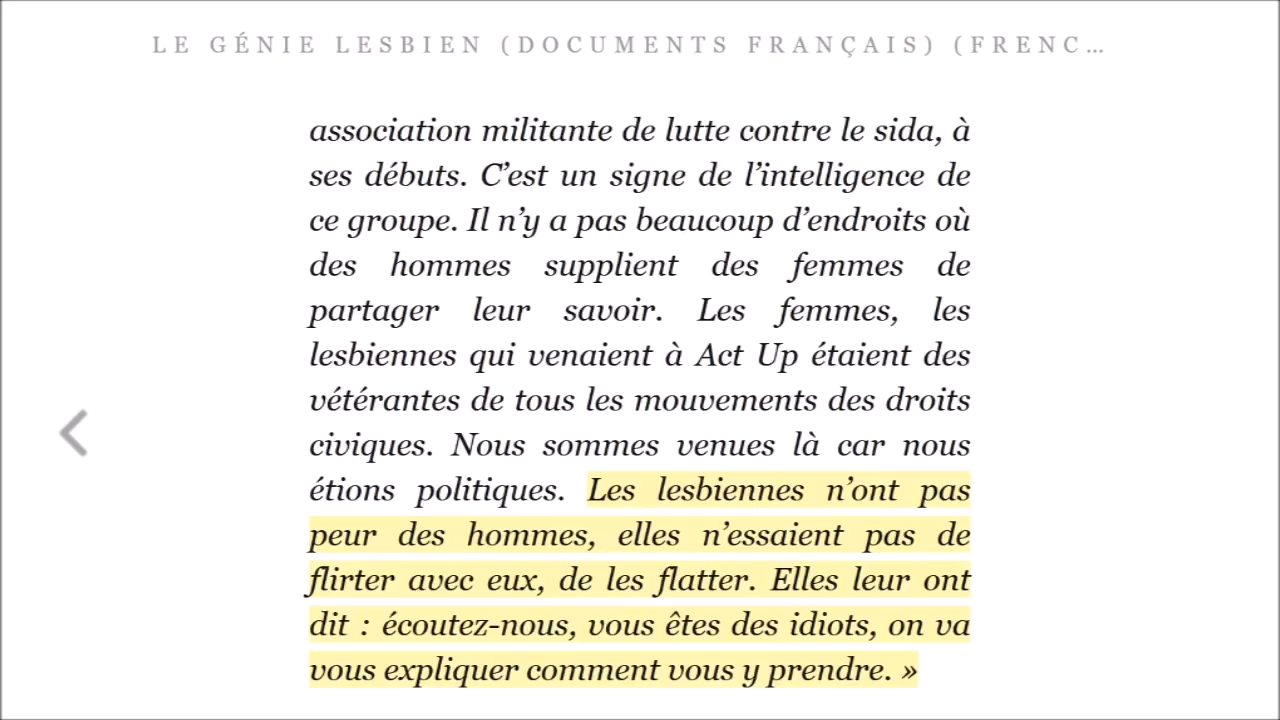 LE GÉNIE LESBIEN (DOCUMENTS FRANÇAIS) (FRENC…
association militante de lutte contre le sida, à
ses débuts. C’est un signe de l’intelligence de
ce groupe. Il n’y a pas beaucoup d’endroits où
des hommes supplient des femmes de
partager leur savoir. Les femmes, les
lesbiennes qui venaient à Act Up étaient des
vétérantes de tous les mouvements des droits
civiques. Nous sommes venues là car nous
étions politiques. Les lesbiennes n’ont pas
peur des hommes, elles n’essaient pas de
flirter avec eux, de les flatter. Elles leur ont
dit : écoutez-nous, vous êtes des idiots, on va
vous expliquer comment vous y prendre. »